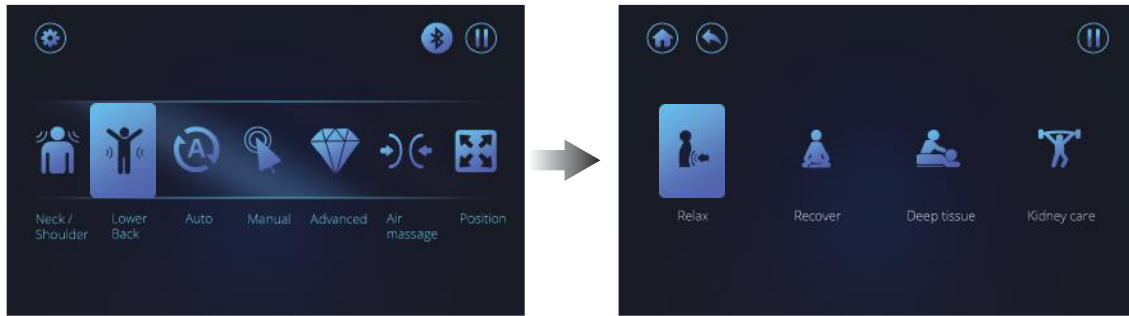 Neck /
Shoulder
Lower
Back
A
Auto
Manual
Advanced
Air
massage
Position
Relax
Recover
Deep tissue
Kidney care